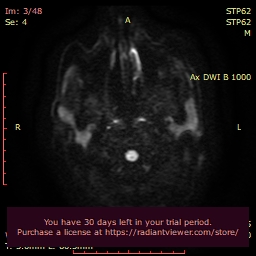 Im: 3/48
Se: 4
A
STP62
STP62
M
Ax DWI B 1000
R
L
You have 30 days left in your trial period.
Purchase a license at https://radiantviewer.com/store/